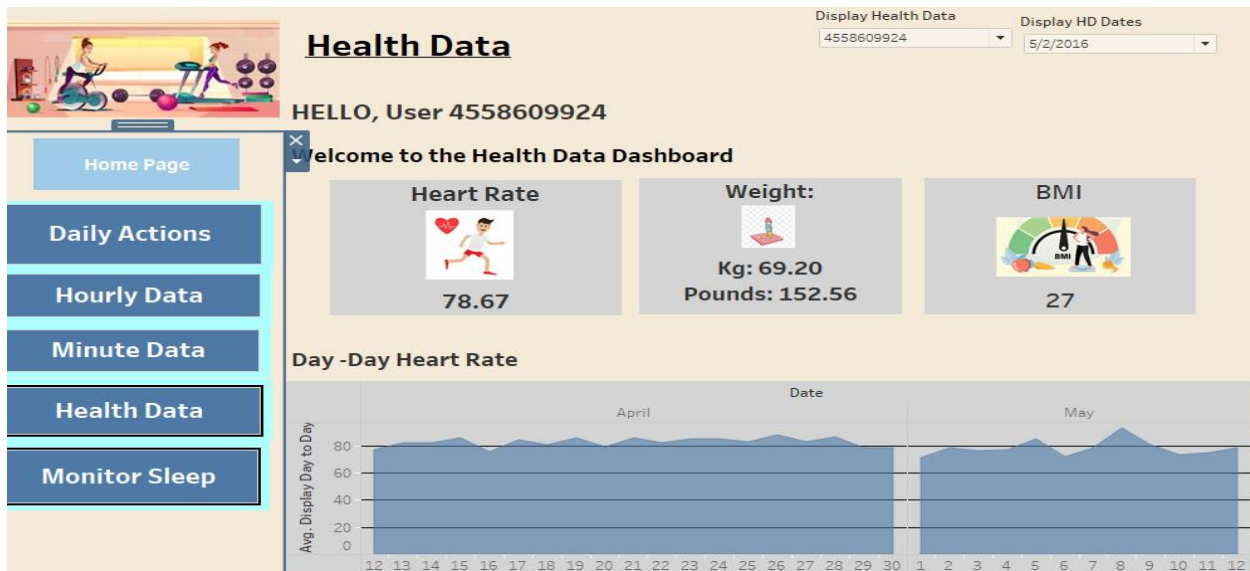 Display Health Data
Display HD Dates
4558609924
5/2/2016
Health Data
HELLO, User 4558609924
Welcome to the Health Data Dashboard
Home Page
Daily Actions
Hourly Data
Minute Data
Health Data
Monitor Sleep
Heart Rate
78.67
Weight:
Kg: 69.20
Pounds: 152.56
BMI
BMI
27
Day -Day Heart Rate
Date
April
May
Avg. Display Day to Day
80
60
40
20
0
12 13 14 15 16 17 18 19 20 21 22 23 24 25 26 27 28 29 30 1 2 3 4 5 6 7 8 9 10 11 12